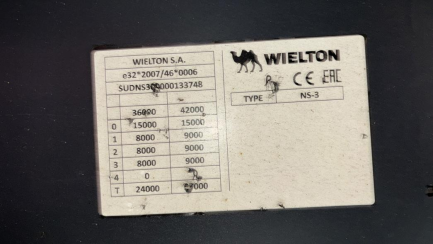 WIELTON S.A.
e32*2007/46*0006
36000 42000
0 15000 15000
1 8000 9000
2 8000 9000
3 8000 9000
4 0
T 24000
WIELTON
CE EAC
TYPE NS-3